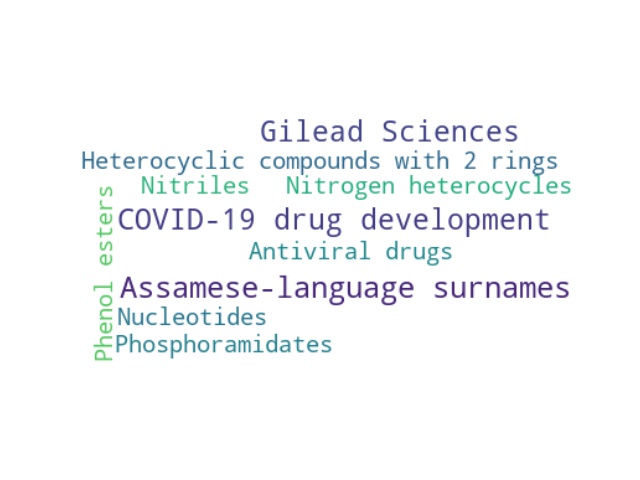 Gilead Sciences
Heterocyclic compounds with 2 rings
Nitriles
Nitrogen heterocycles
COVID-19 drug development
Antiviral drugs
Assamese-language surnames
Nucleotides
Phosphoramidates
Phenol esters